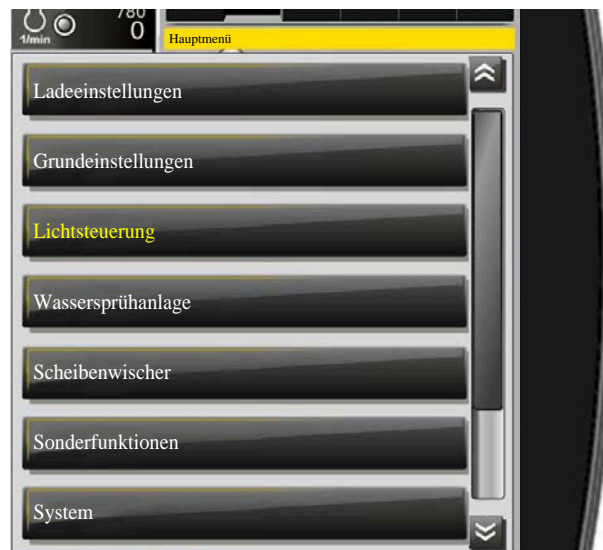 780
1/min
0
Hauptmenü
Ladeeinstellungen
Grundeinstellungen
Lichtsteuerung
Wassersprühanlage
Scheibenwischer
Sonderfunktionen
System